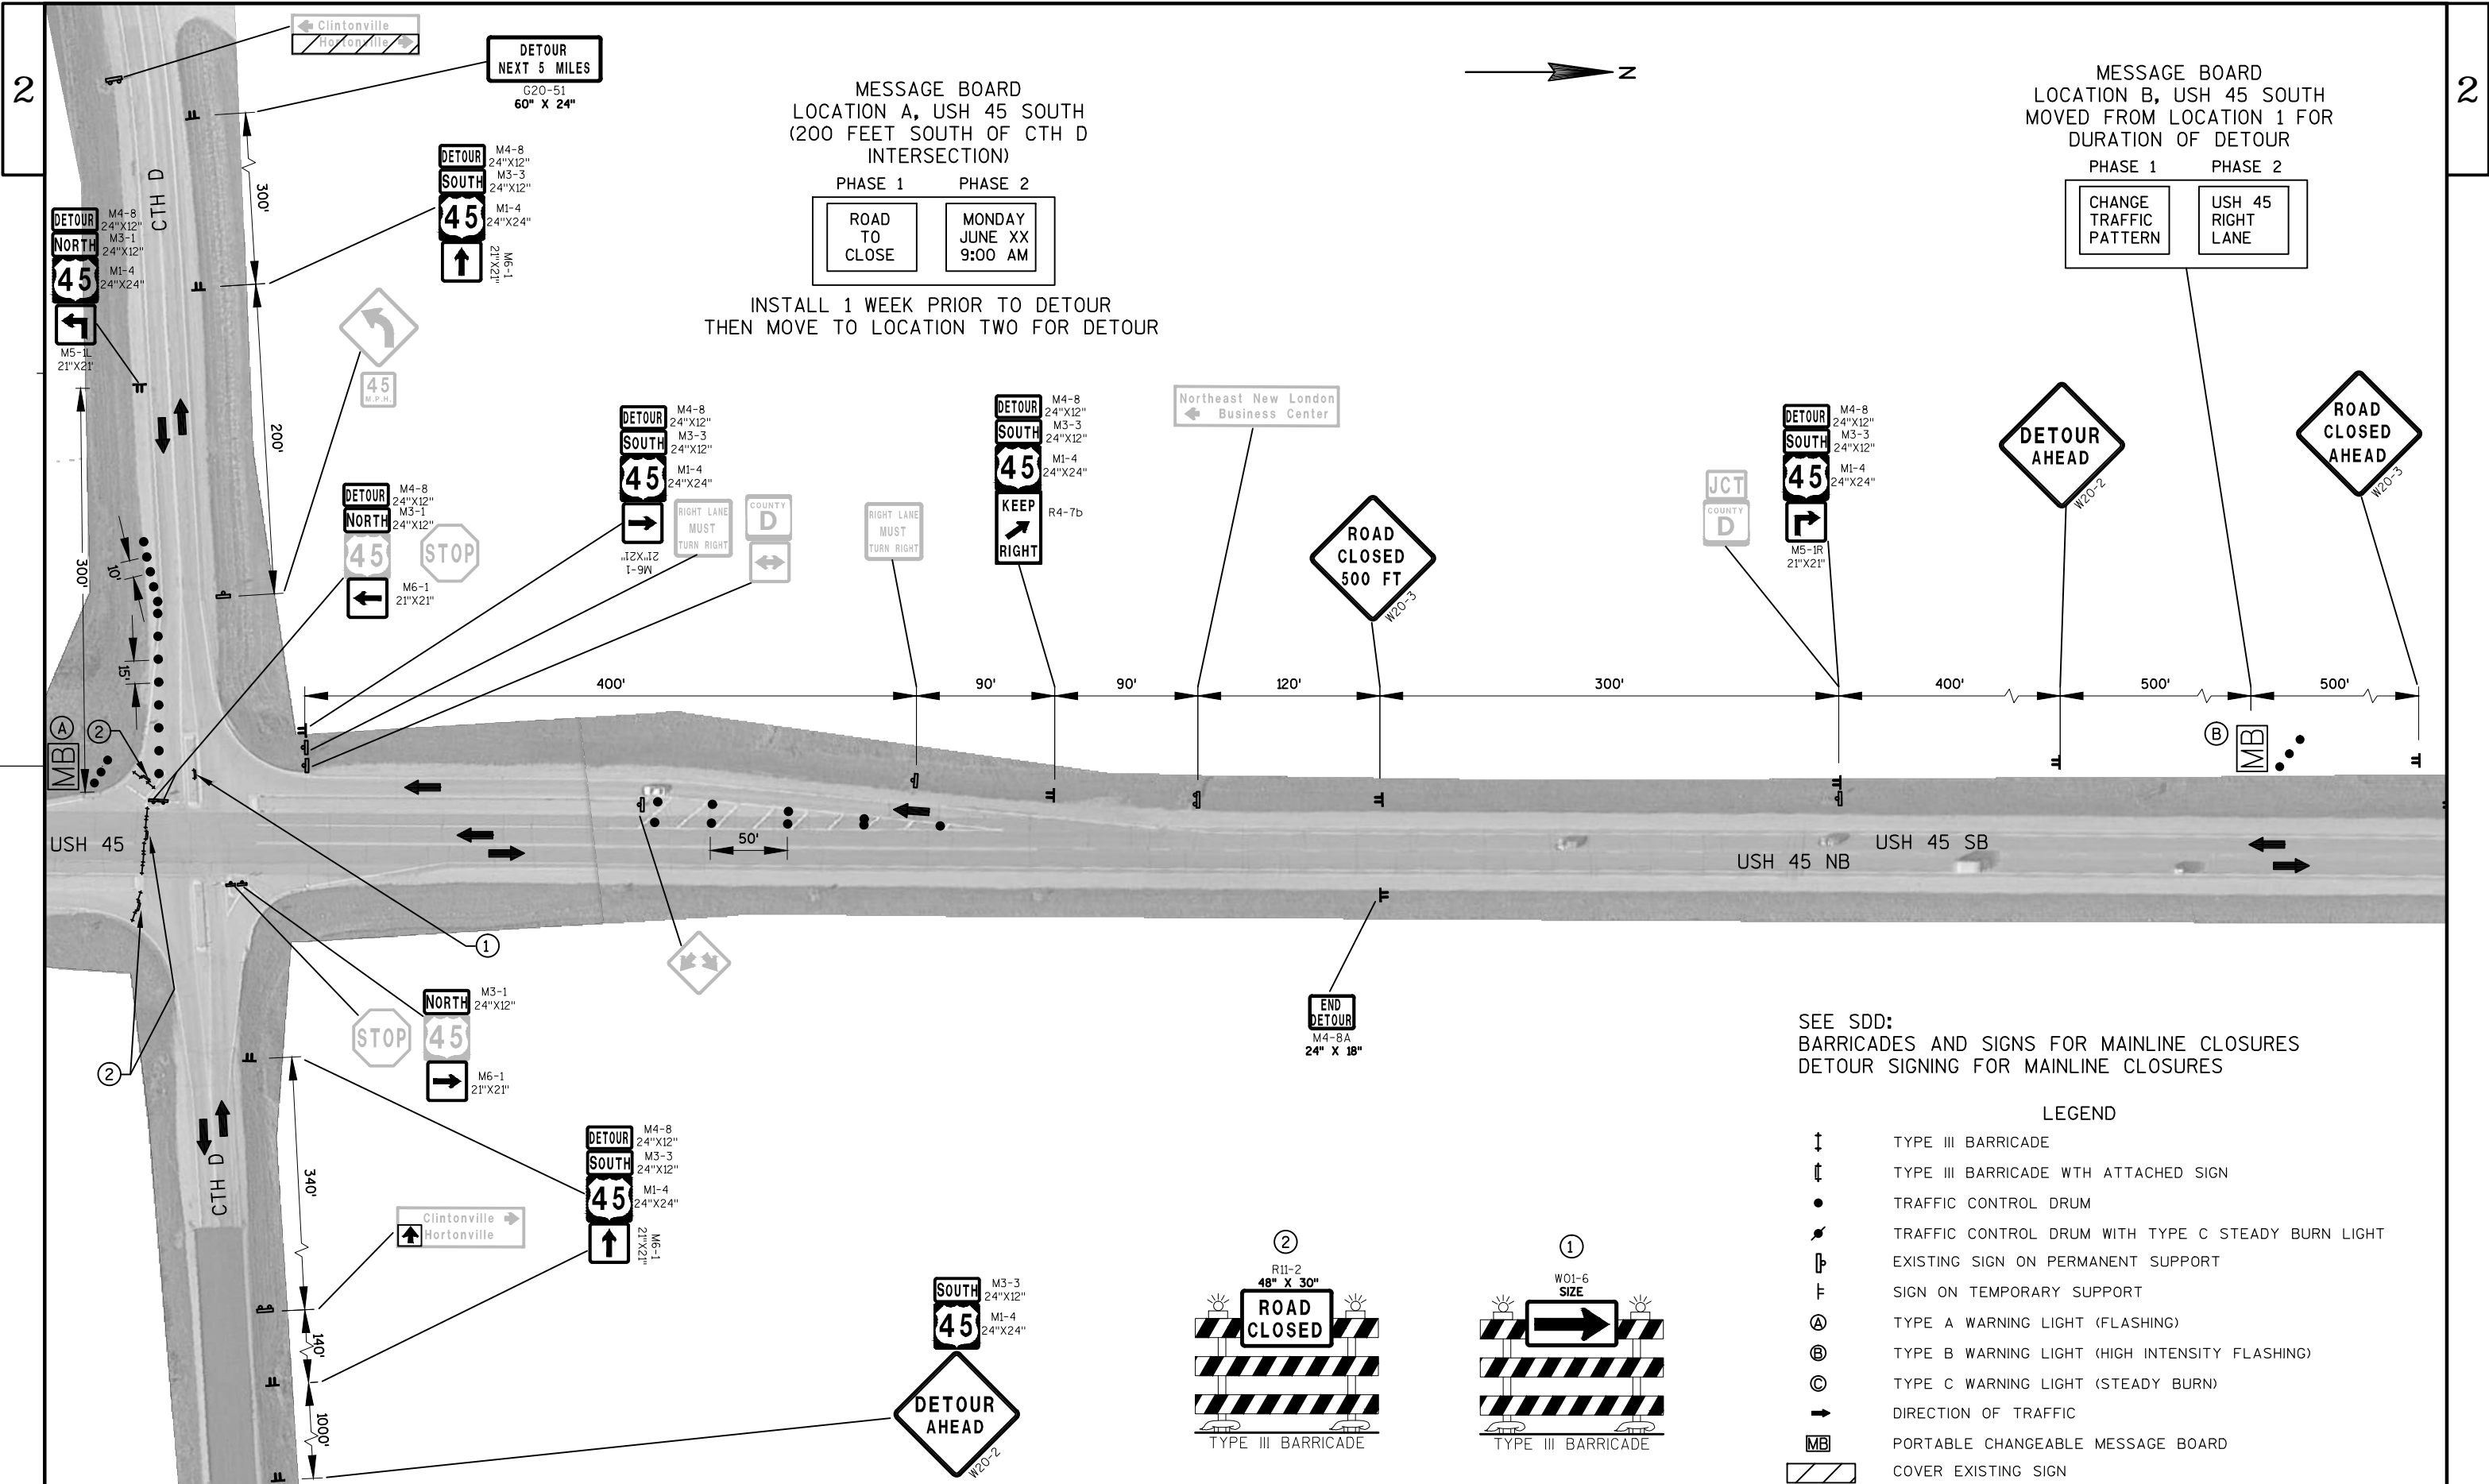 2
2
← Clintonville
Hortonville →
DETOUR
NEXT 5 MILES
G20-51
60" X 24"
N
MESSAGE BOARD
LOCATION A, USH 45 SOUTH
(200 FEET SOUTH OF CTH D
INTERSECTION)
PHASE 1 PHASE 2
ROAD
TO
CLOSE
MONDAY
JUNE XX
9:00 AM
INSTALL 1 WEEK PRIOR TO DETOUR
THEN MOVE TO LOCATION TWO FOR DETOUR
MESSAGE BOARD
LOCATION B, USH 45 SOUTH
MOVED FROM LOCATION 1 FOR
DURATION OF DETOUR
PHASE 1 PHASE 2
CHANGE
TRAFFIC
PATTERN
USH 45
RIGHT
LANE
DETOUR M4-8
24"X12"
SOUTH M3-3
24"X12"
45 M1-4
24"X24"
M6-1
21"X21"
CTH D
300'
DETOUR M4-8
24"X12"
NORTH M3-1
24"X12"
45 M1-4
24"X24"
M5-1L
21"X21'
45
M.P.H.
200'
300'
10'
15'
DETOUR M4-8
24"X12"
NORTH M3-1
24"X12"
45
STOP
M6-1
21"X21"
DETOUR M4-8
24"X12"
SOUTH M3-3
24"X12"
45 M1-4
24"X24"
M6-1
21"X21"
RIGHT LANE
MUST
TURN RIGHT
COUNTY
D
RIGHT LANE
MUST
TURN RIGHT
DETOUR M4-8
24"X12"
SOUTH M3-3
24"X12"
45 M1-4
24"X24"
KEEP
RIGHT
R4-7b
Northeast New London
← Business Center
ROAD
CLOSED
500 FT
W20-3
JCT
COUNTY
D
DETOUR M4-8
24"X12"
SOUTH M3-3
24"X12"
45 M1-4
24"X24"
M5-1R
21"X21"
DETOUR
AHEAD
W20-2
ROAD
CLOSED
AHEAD
W20-3
400' 90' 90' 120' 300' 400' 500' 500'
A
2
MB
B
MB
USH 45
50'
USH 45 SB
USH 45 NB
1
2
NORTH M3-1
24"X12"
STOP
45
M6-1
21"X21"
END
DETOUR
M4-8A
24" X 18"
CTH D
340'
Clintonville →
Hortonville
140'
1000'
DETOUR M4-8
24"X12"
SOUTH M3-3
24"X12"
45 M1-4
24"X24"
M6-1
21"X21"
SOUTH M3-3
24"X12"
45 M1-4
24"X24"
DETOUR
AHEAD
W20-2
2
R11-2
48" X 30"
ROAD
CLOSED
TYPE III BARRICADE
1
WO1-6
SIZE
TYPE III BARRICADE
SEE SDD:
BARRICADES AND SIGNS FOR MAINLINE CLOSURES
DETOUR SIGNING FOR MAINLINE CLOSURES
LEGEND
TYPE III BARRICADE
TYPE III BARRICADE WTH ATTACHED SIGN
TRAFFIC CONTROL DRUM
TRAFFIC CONTROL DRUM WITH TYPE C STEADY BURN LIGHT
EXISTING SIGN ON PERMANENT SUPPORT
SIGN ON TEMPORARY SUPPORT
A TYPE A WARNING LIGHT (FLASHING)
B TYPE B WARNING LIGHT (HIGH INTENSITY FLASHING)
C TYPE C WARNING LIGHT (STEADY BURN)
DIRECTION OF TRAFFIC
MB PORTABLE CHANGEABLE MESSAGE BOARD
COVER EXISTING SIGN